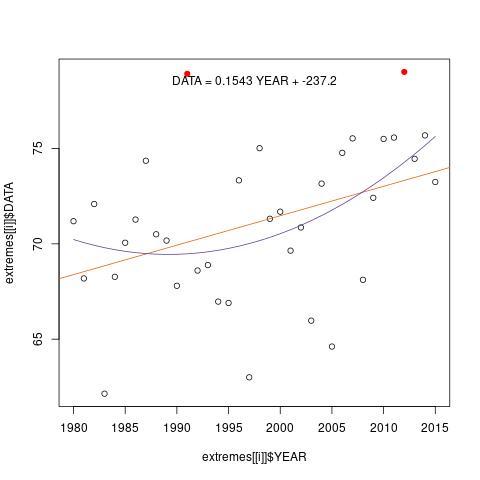 DATA = 0.1543 YEAR + -237.2
75
70
65
extremes[[i]]$DATA
1980 1985 1990 1995 2000 2005 2010 2015
extremes[[i]]$YEAR